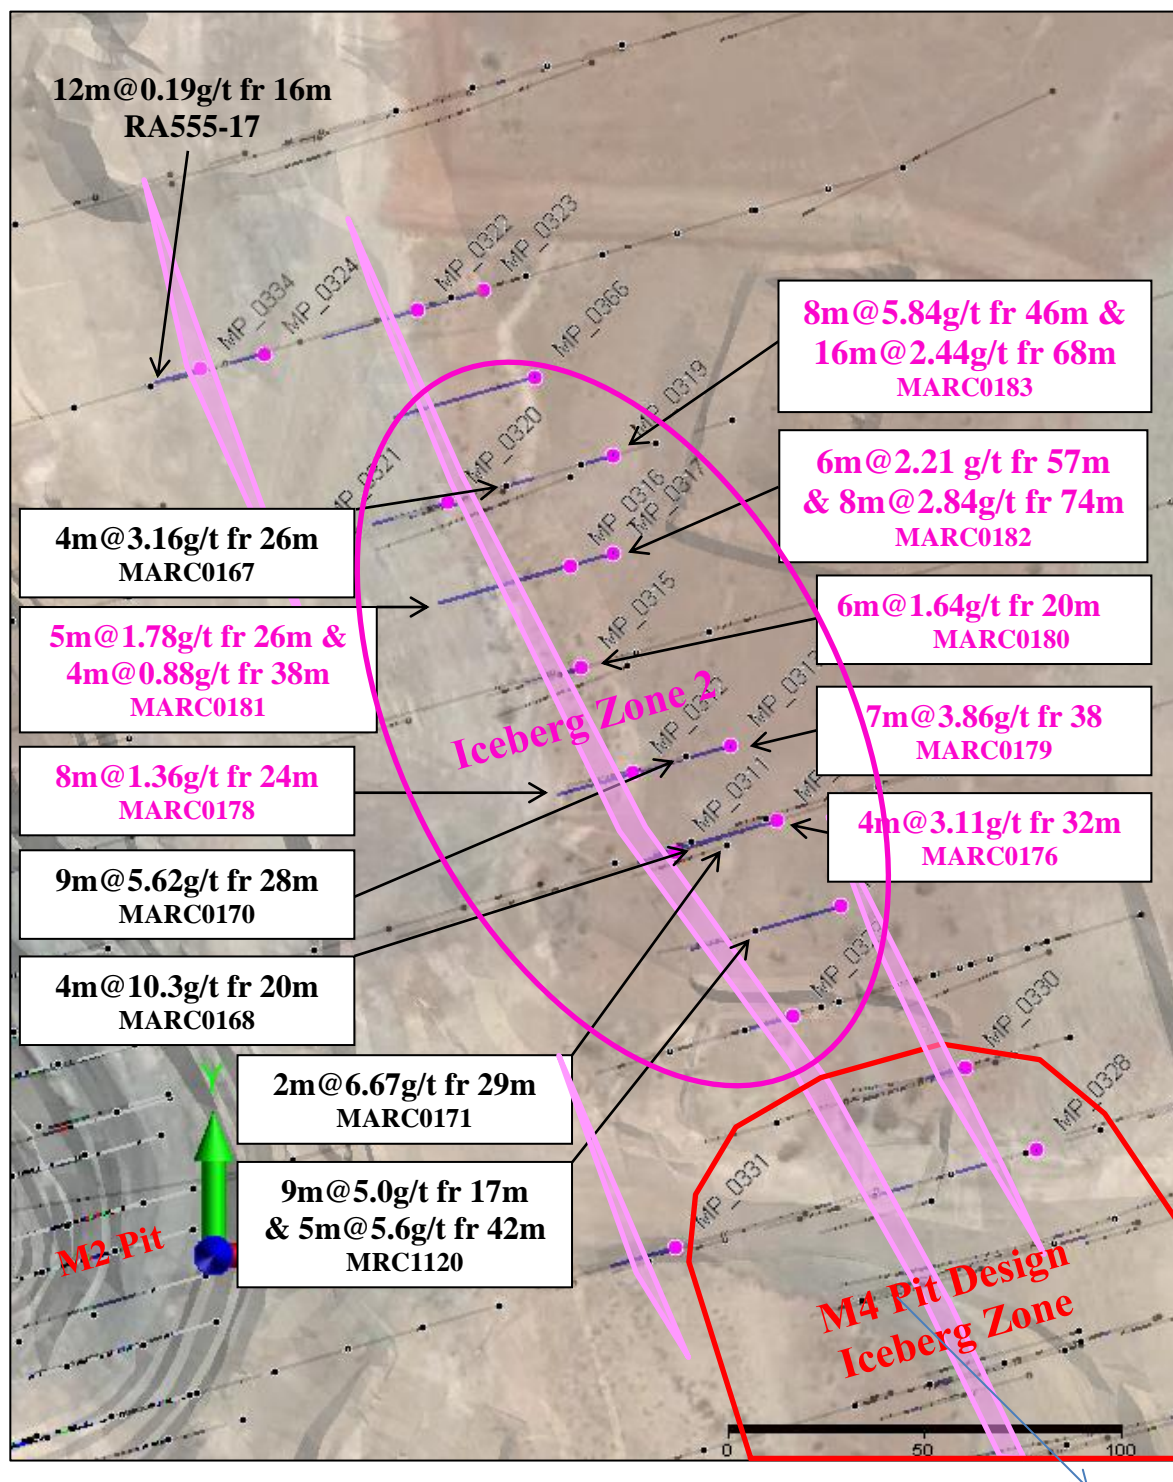 12m@0.19g/t fr 16m
RA555-17
MP_0322
MP_0323
MP_0334
MP_0324
MP_0366
8m@5.84g/t fr 46m &
16m@2.44g/t fr 68m
MARC0183
MP_0319
MP_0320
MP_0321
MP_0316
MP_0317
6m@2.21 g/t fr 57m
& 8m@2.84g/t fr 74m
MARC0182
4m@3.16g/t fr 26m
MARC0167
MP_0315
6m@1.64g/t fr 20m
MARC0180
5m@1.78g/t fr 26m &
4m@0.88g/t fr 38m
MARC0181
Iceberg Zone 2
7m@3.86g/t fr 38
MARC0179
8m@1.36g/t fr 24m
MARC0178
MP_0311
4m@3.11g/t fr 32m
MARC0176
9m@5.62g/t fr 28m
MARC0170
4m@10.3g/t fr 20m
MARC0168
MP_0330
MP_0328
2m@6.67g/t fr 29m
MARC0171
Y
MP_0331
9m@5.0g/t fr 17m
& 5m@5.6g/t fr 42m
MRC1120
M2 Pit
M4 Pit Design
Iceberg Zone
0 50 100